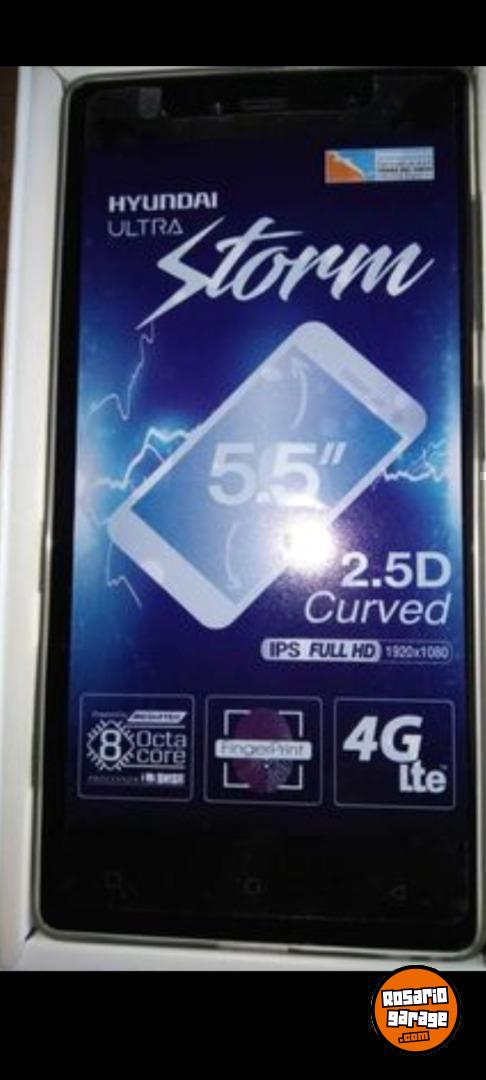 HYUNDAI
ULTRA
Storm
5.5"
2.5D
Curved
IPS FULL HD 1920x1080
MEDIATEK
8 Octa
core
FingerPrint
4G
Lte
Rosario
garage
.com